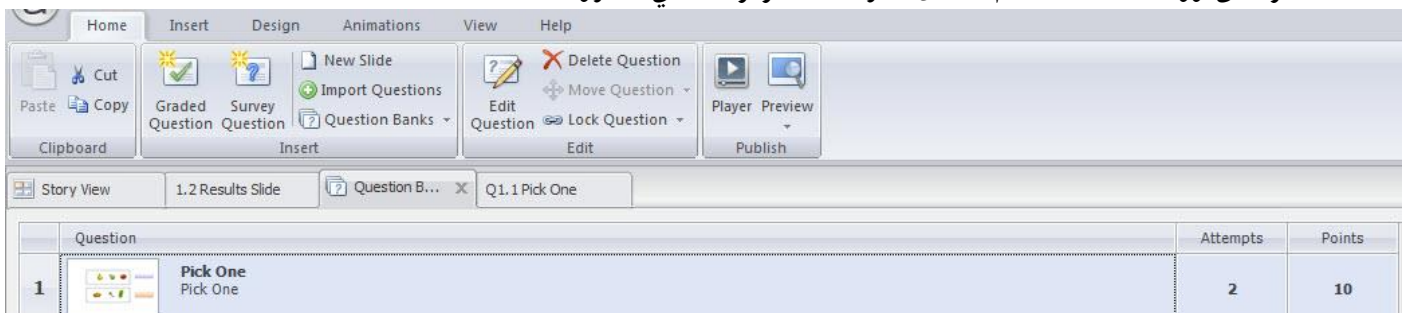 Home Insert Design Animations View Help
Paste
Cut
Copy
Clipboard
Graded Question
Survey Question
New Slide
Import Questions
Question Banks
Insert
Edit Question
Delete Question
Move Question
Lock Question
Edit
Player
Preview
Publish
Story View 1.2 Results Slide Question B... X Q1.1 Pick One
Question Attempts Points
1 Pick One 2 10
Pick One